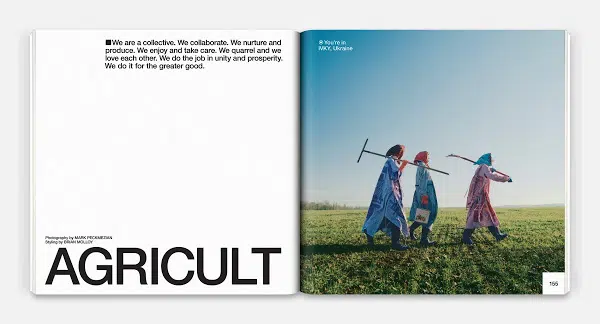 We are a collective. We collaborate. We nurture and
produce. We enjoy and take care. We quarrel and we
love each other. We do the job in unity and prosperity.
We do it for the greater good.
Photography by MARK PECKMEZIAN
Styling by BRIAN MOLLOY
AGRICULT
You're in
MKY, Ukraine
155